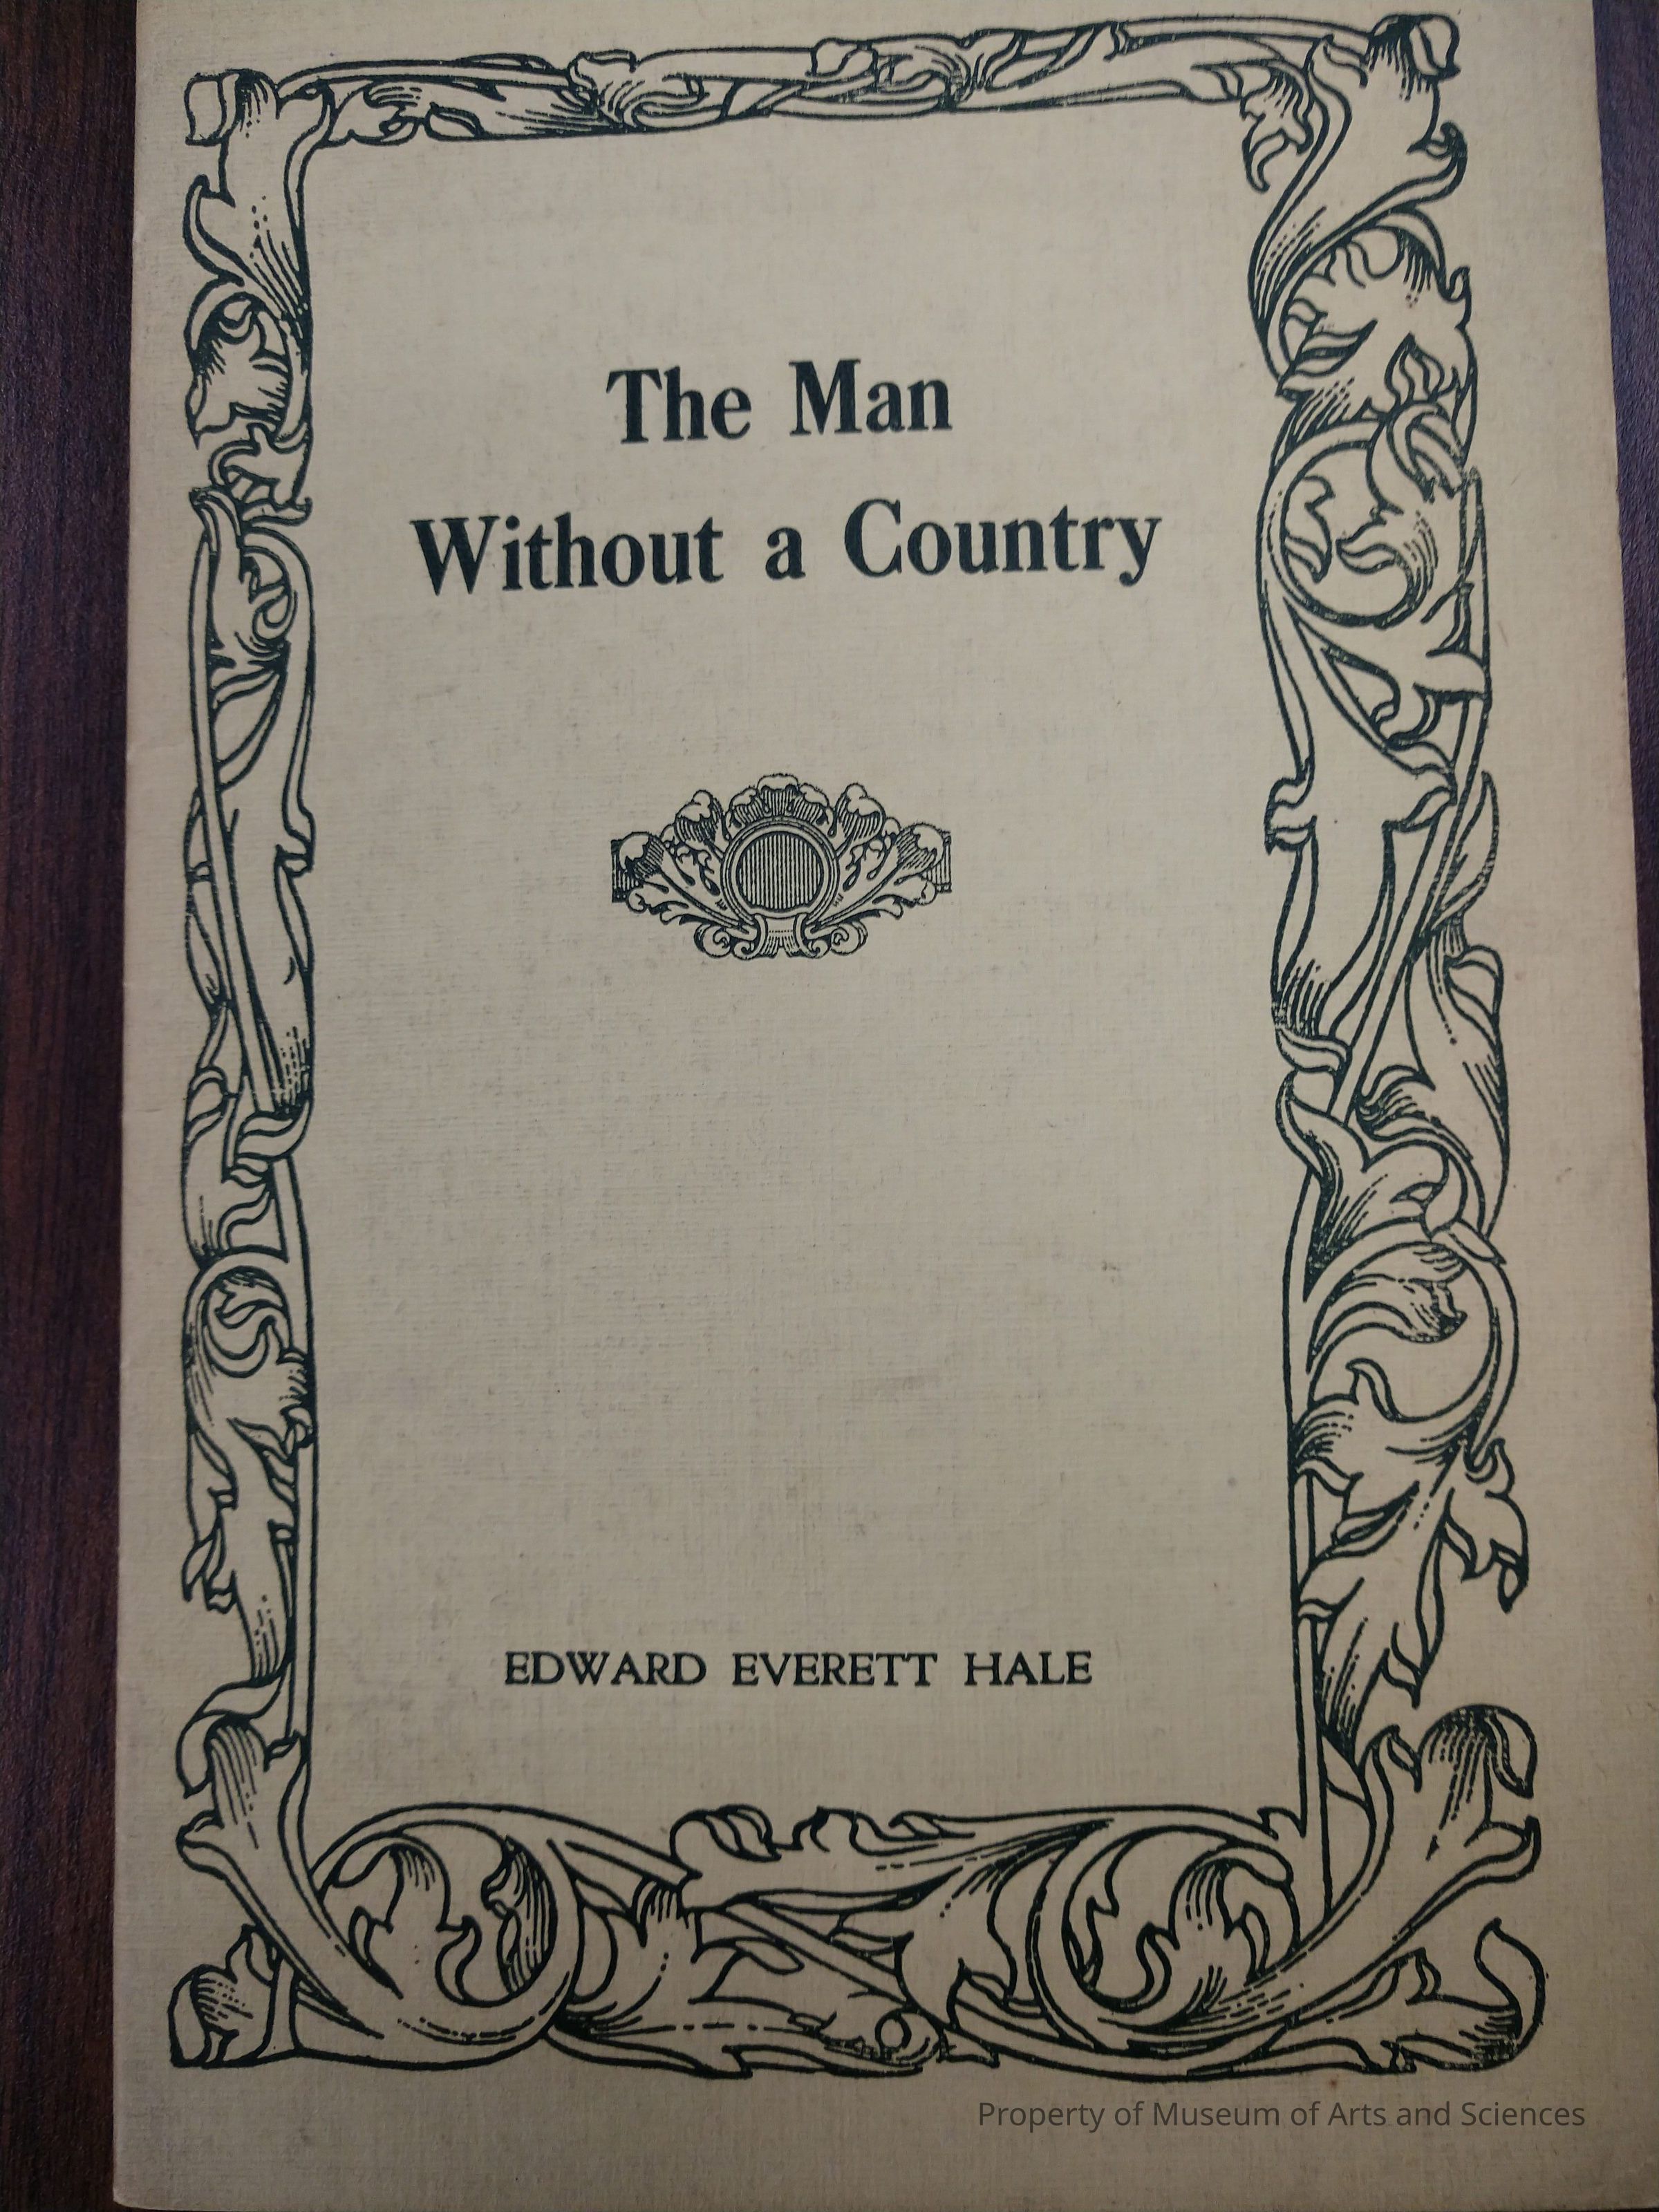 The Man
Without a Country
EDWARD EVERETT HALE
Property of Museum of Arts and Sciences